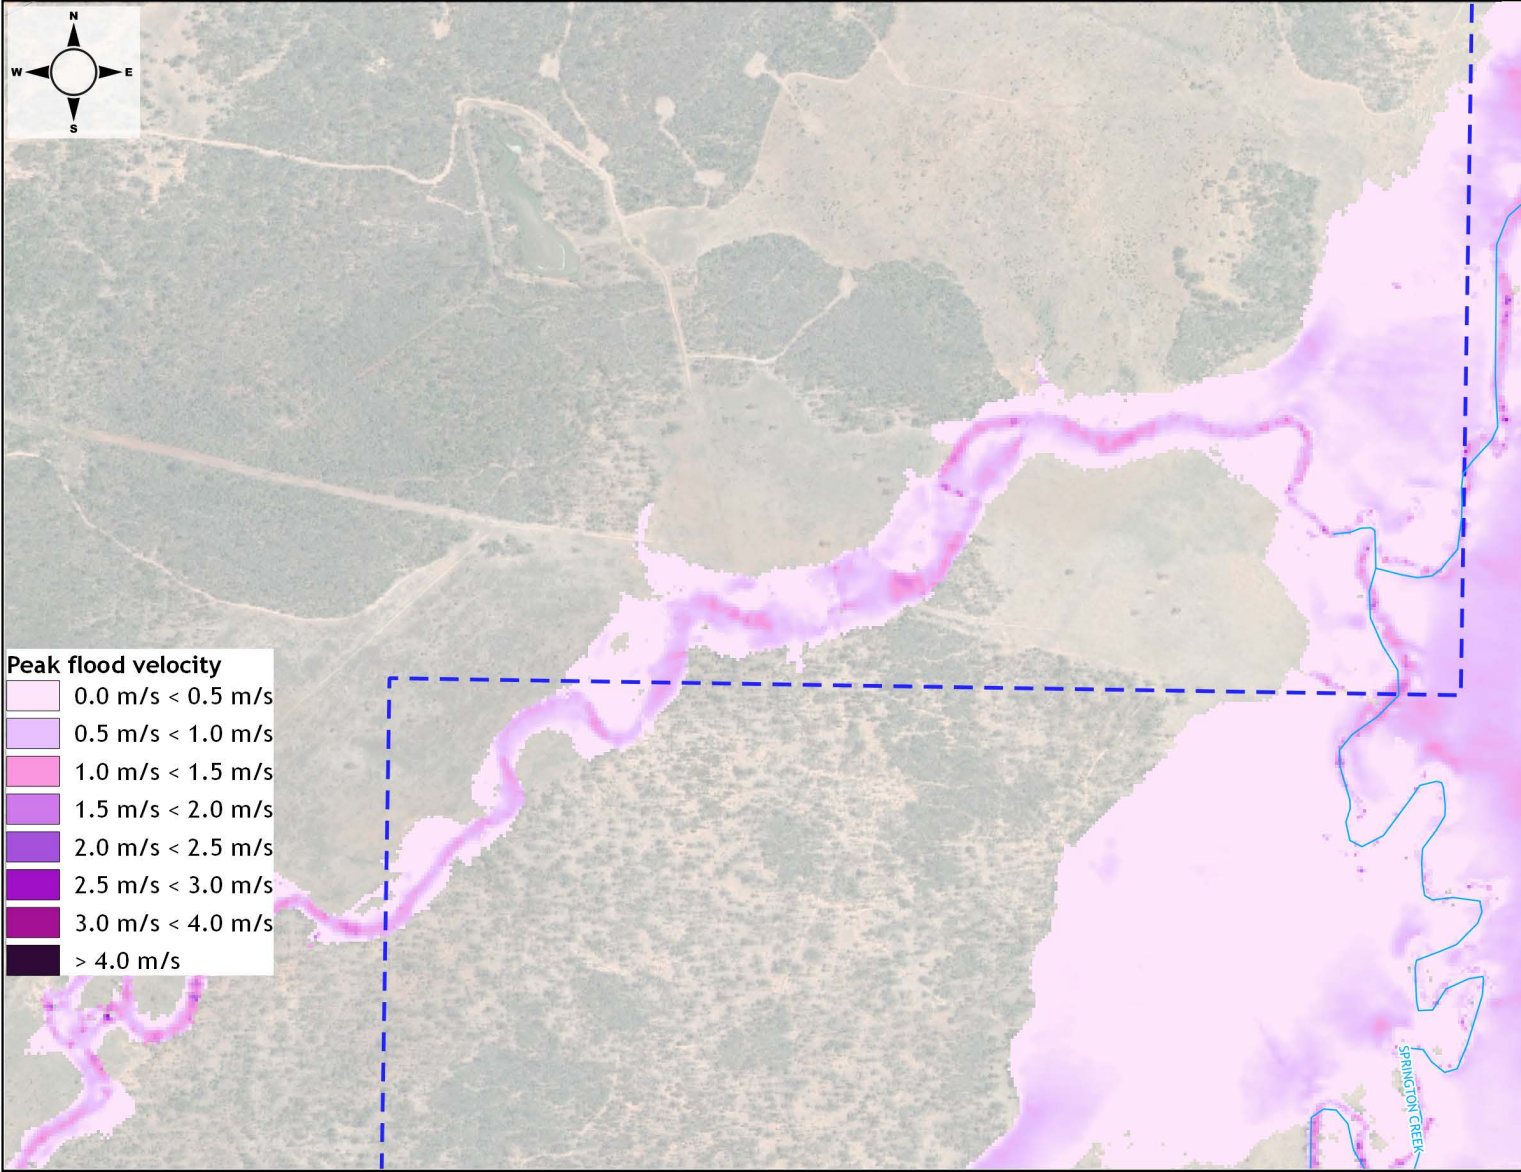 N
W E
S
Peak flood velocity
0.0 m/s < 0.5 m/s
0.5 m/s < 1.0 m/s
1.0 m/s < 1.5 m/s
1.5 m/s < 2.0 m/s
2.0 m/s < 2.5 m/s
2.5 m/s < 3.0 m/s
3.0 m/s < 4.0 m/s
> 4.0 m/s
SPRINGTON CREEK